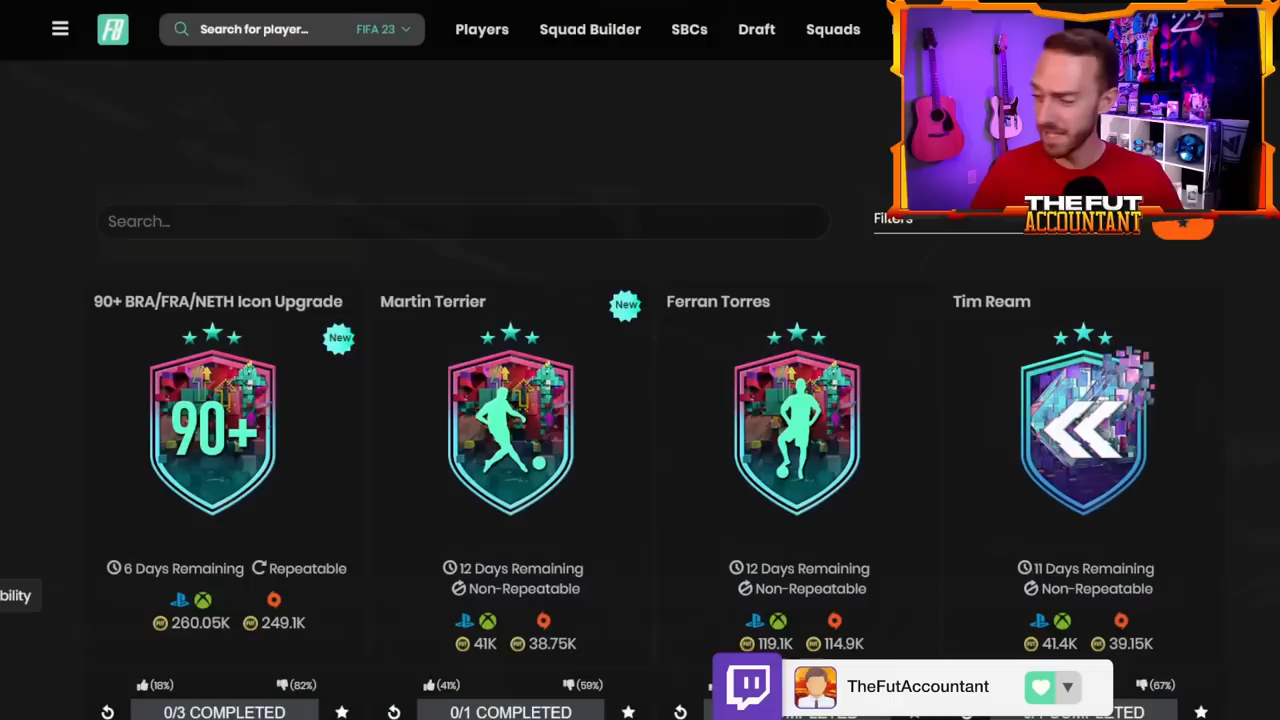 FB Search for player... FIFA 23 Players Squad Builder SBCs Draft Squads
Search...
Filters
THE FUT
ACCOUNTANT
90+ BRA/FRA/NETH Icon Upgrade Martin Terrier Ferran Torres Tim Ream
New
New
90+
6 Days Remaining Repeatable 12 Days Remaining 12 Days Remaining 11 Days Remaining
Non-Repeatable Non-Repeatable Non-Repeatable
bility
260.05K 249.1K 41K 38.75K 119.1K 114.9K 41.4K 39.15K
(18%) (82%) (41%) (59%) (67%)
TheFutAccountant
0/3 COMPLETED 0/1 COMPLETED